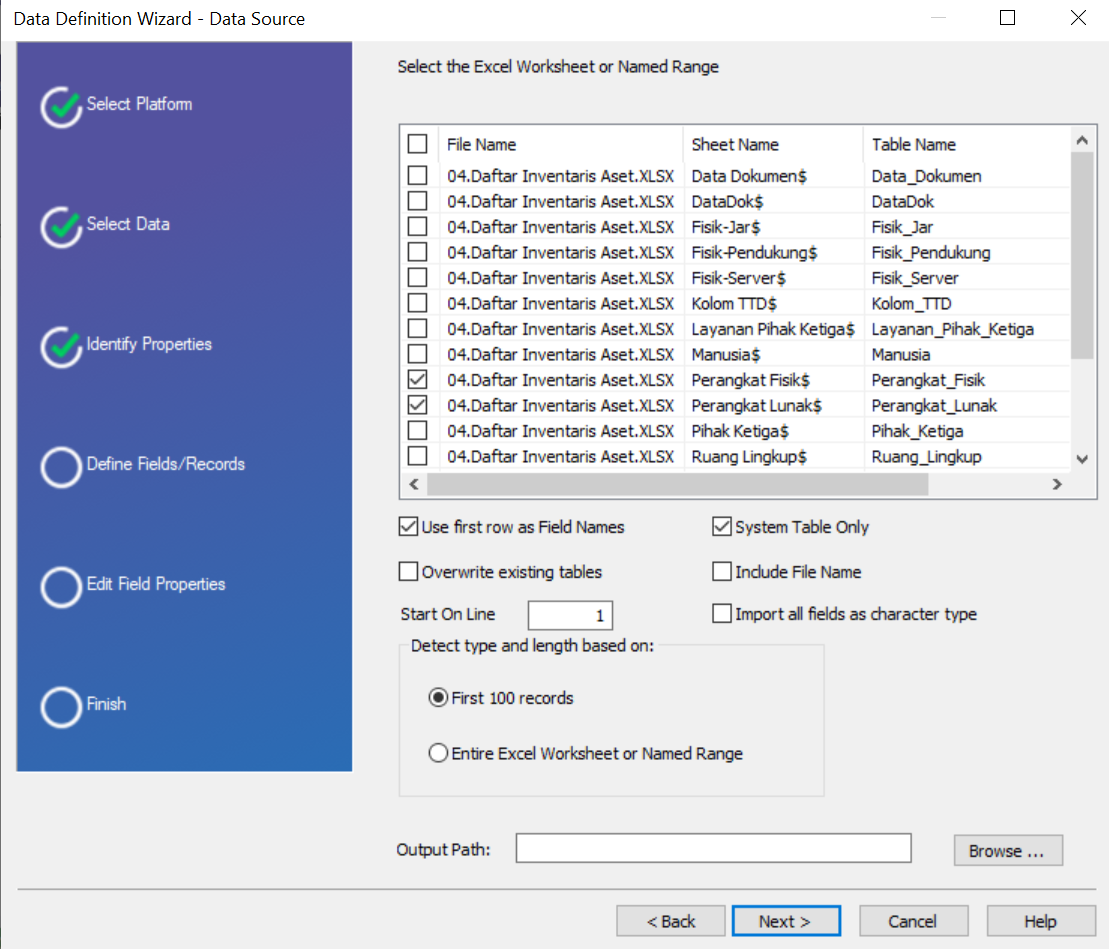 Data Definition Wizard - Data Source
Select Platform
Select Data
Identify Properties
Define Fields/Records
Edit Field Properties
Finish
Select the Excel Worksheet or Named Range
File Name Sheet Name Table Name
04.Daftar Inventaris Aset.XLSX Data Dokumen$ Data_Dokumen
04.Daftar Inventaris Aset.XLSX DataDok$ DataDok
04.Daftar Inventaris Aset.XLSX Fisik-Jar$ Fisik_Jar
04.Daftar Inventaris Aset.XLSX Fisik-Pendukung$ Fisik_Pendukung
04.Daftar Inventaris Aset.XLSX Fisik-Server$ Fisik_Server
04.Daftar Inventaris Aset.XLSX Kolom TTD$ Kolom_TTD
04.Daftar Inventaris Aset.XLSX Layanan Pihak Ketiga$ Layanan_Pihak_Ketiga
04.Daftar Inventaris Aset.XLSX Manusia$ Manusia
04.Daftar Inventaris Aset.XLSX Perangkat Fisik$ Perangkat_Fisik
04.Daftar Inventaris Aset.XLSX Perangkat Lunak$ Perangkat_Lunak
04.Daftar Inventaris Aset.XLSX Pihak Ketiga$ Pihak_Ketiga
04.Daftar Inventaris Aset.XLSX Ruang Lingkup$ Ruang_Lingkup
Use first row as Field Names System Table Only
Overwrite existing tables Include File Name
Start On Line 1 Import all fields as character type
Detect type and length based on:
First 100 records
Entire Excel Worksheet or Named Range
Output Path: Browse ...
< Back Next > Cancel Help